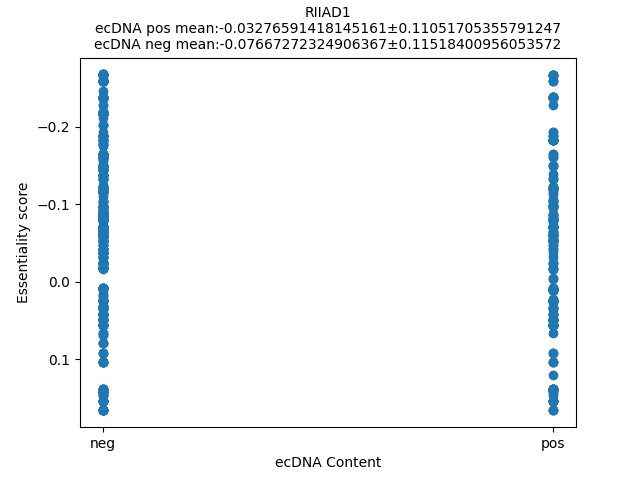 RIIAD1
ecDNA pos mean:-0.03276591418145161±0.11051705355791247
ecDNA neg mean:-0.07667272324906367±0.11518400956053572
Essentiality score
−0.2
−0.1
0.0
0.1
neg
pos
ecDNA Content